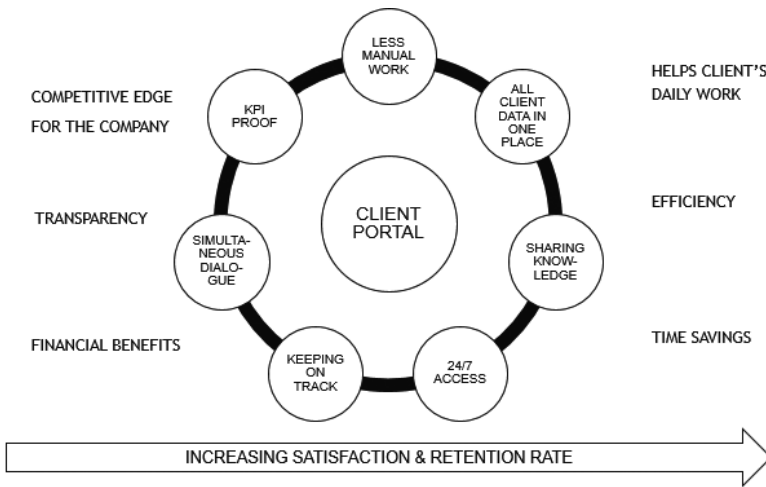 LESS
MANUAL
WORK
ALL
CLIENT
DATA IN
ONE
PLACE
SHARING
KNOW-
LEDGE
24/7
ACCESS
KEEPING
ON
TRACK
SIMULTA-
NEOUS
DIALO-
GUE
KPI
PROOF
CLIENT
PORTAL
COMPETITIVE EDGE
FOR THE COMPANY
TRANSPARENCY
FINANCIAL BENEFITS
HELPS CLIENT'S
DAILY WORK
EFFICIENCY
TIME SAVINGS
INCREASING SATISFACTION & RETENTION RATE